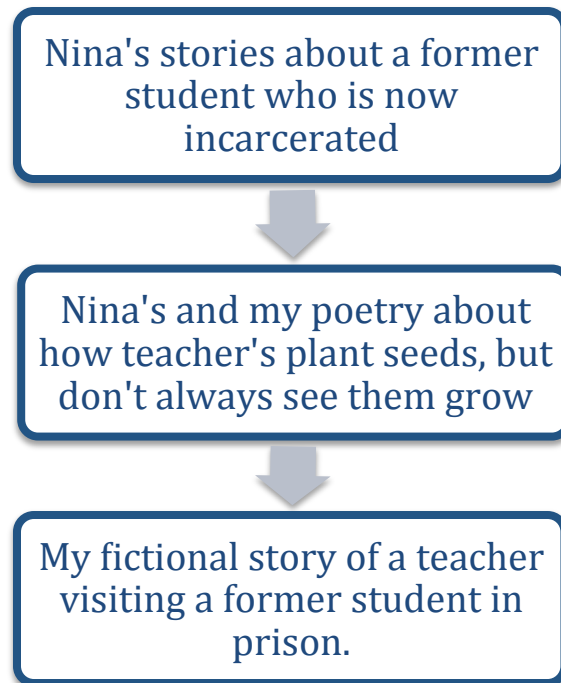 Nina's stories about a former
student who is now
incarcerated
Nina's and my poetry about
how teacher's plant seeds, but
don't always see them grow
My fictional story of a teacher
visiting a former student in
prison.